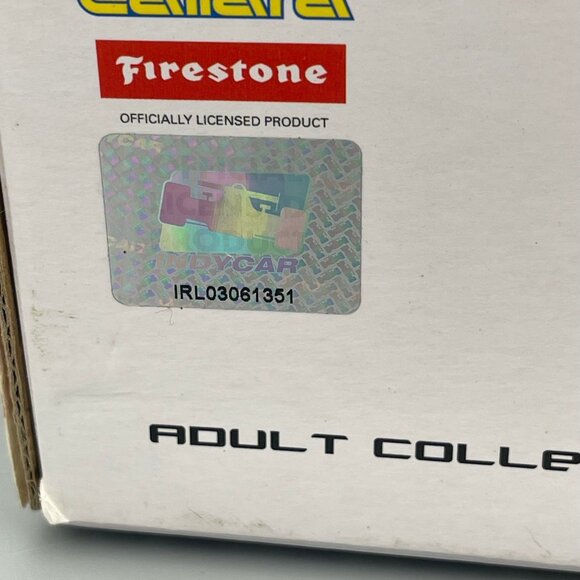 Firestone
OFFICIALLY LICENSED PRODUCT
INDYCAR
IRL03061351
ADULT COLLE